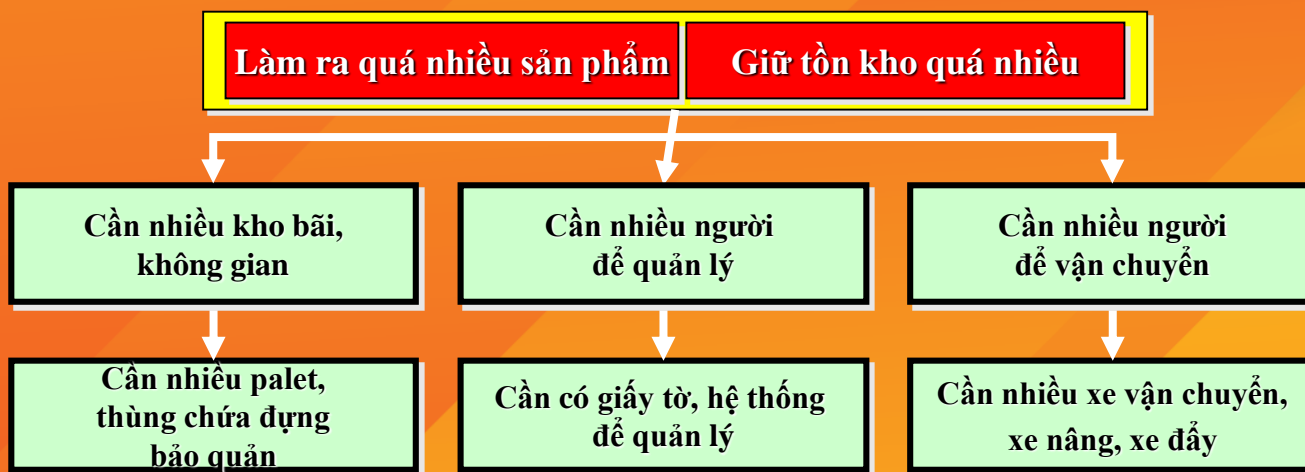 Làm ra quá nhiều sản phẩm
Giữ tồn kho quá nhiều
Cần nhiều kho bãi,
không gian
Cần nhiều người
để quản lý
Cần nhiều người
để vận chuyển
Cần nhiều palet,
thùng chứa đựng
bảo quản
Cần có giấy tờ, hệ thống
để quản lý
Cần nhiều xe vận chuyển,
xe nâng, xe đẩy